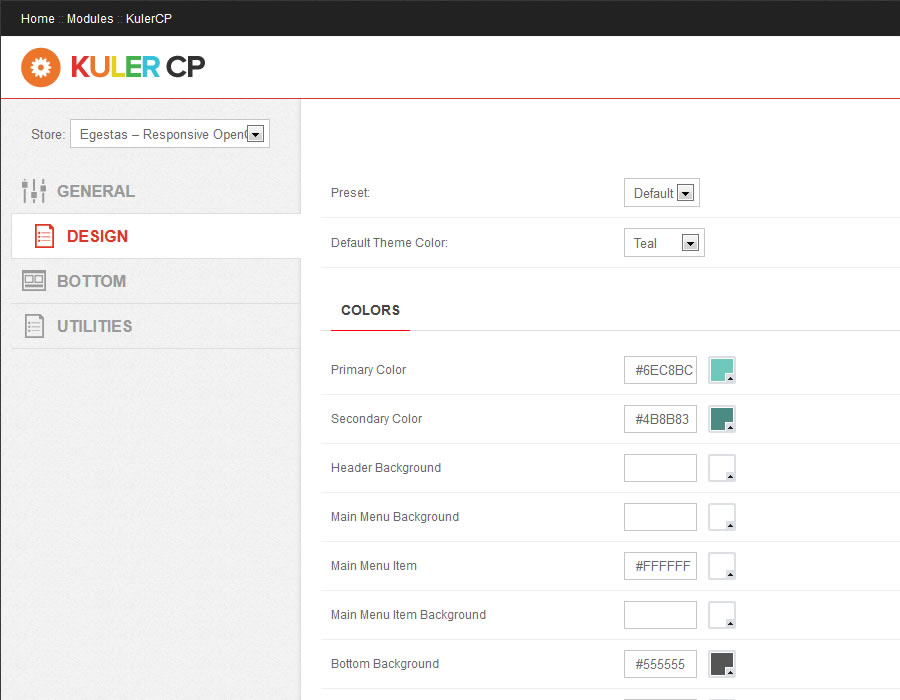 Home :: Modules :: KulerCP
KULER CP
Store: Egestas – Responsive Open
GENERAL
DESIGN
BOTTOM
UTILITIES
Preset: Default
Default Theme Color: Teal
COLORS
Primary Color #6EC8BC
Secondary Color #4B8B83
Header Background
Main Menu Background
Main Menu Item #FFFFFF
Main Menu Item Background
Bottom Background #555555